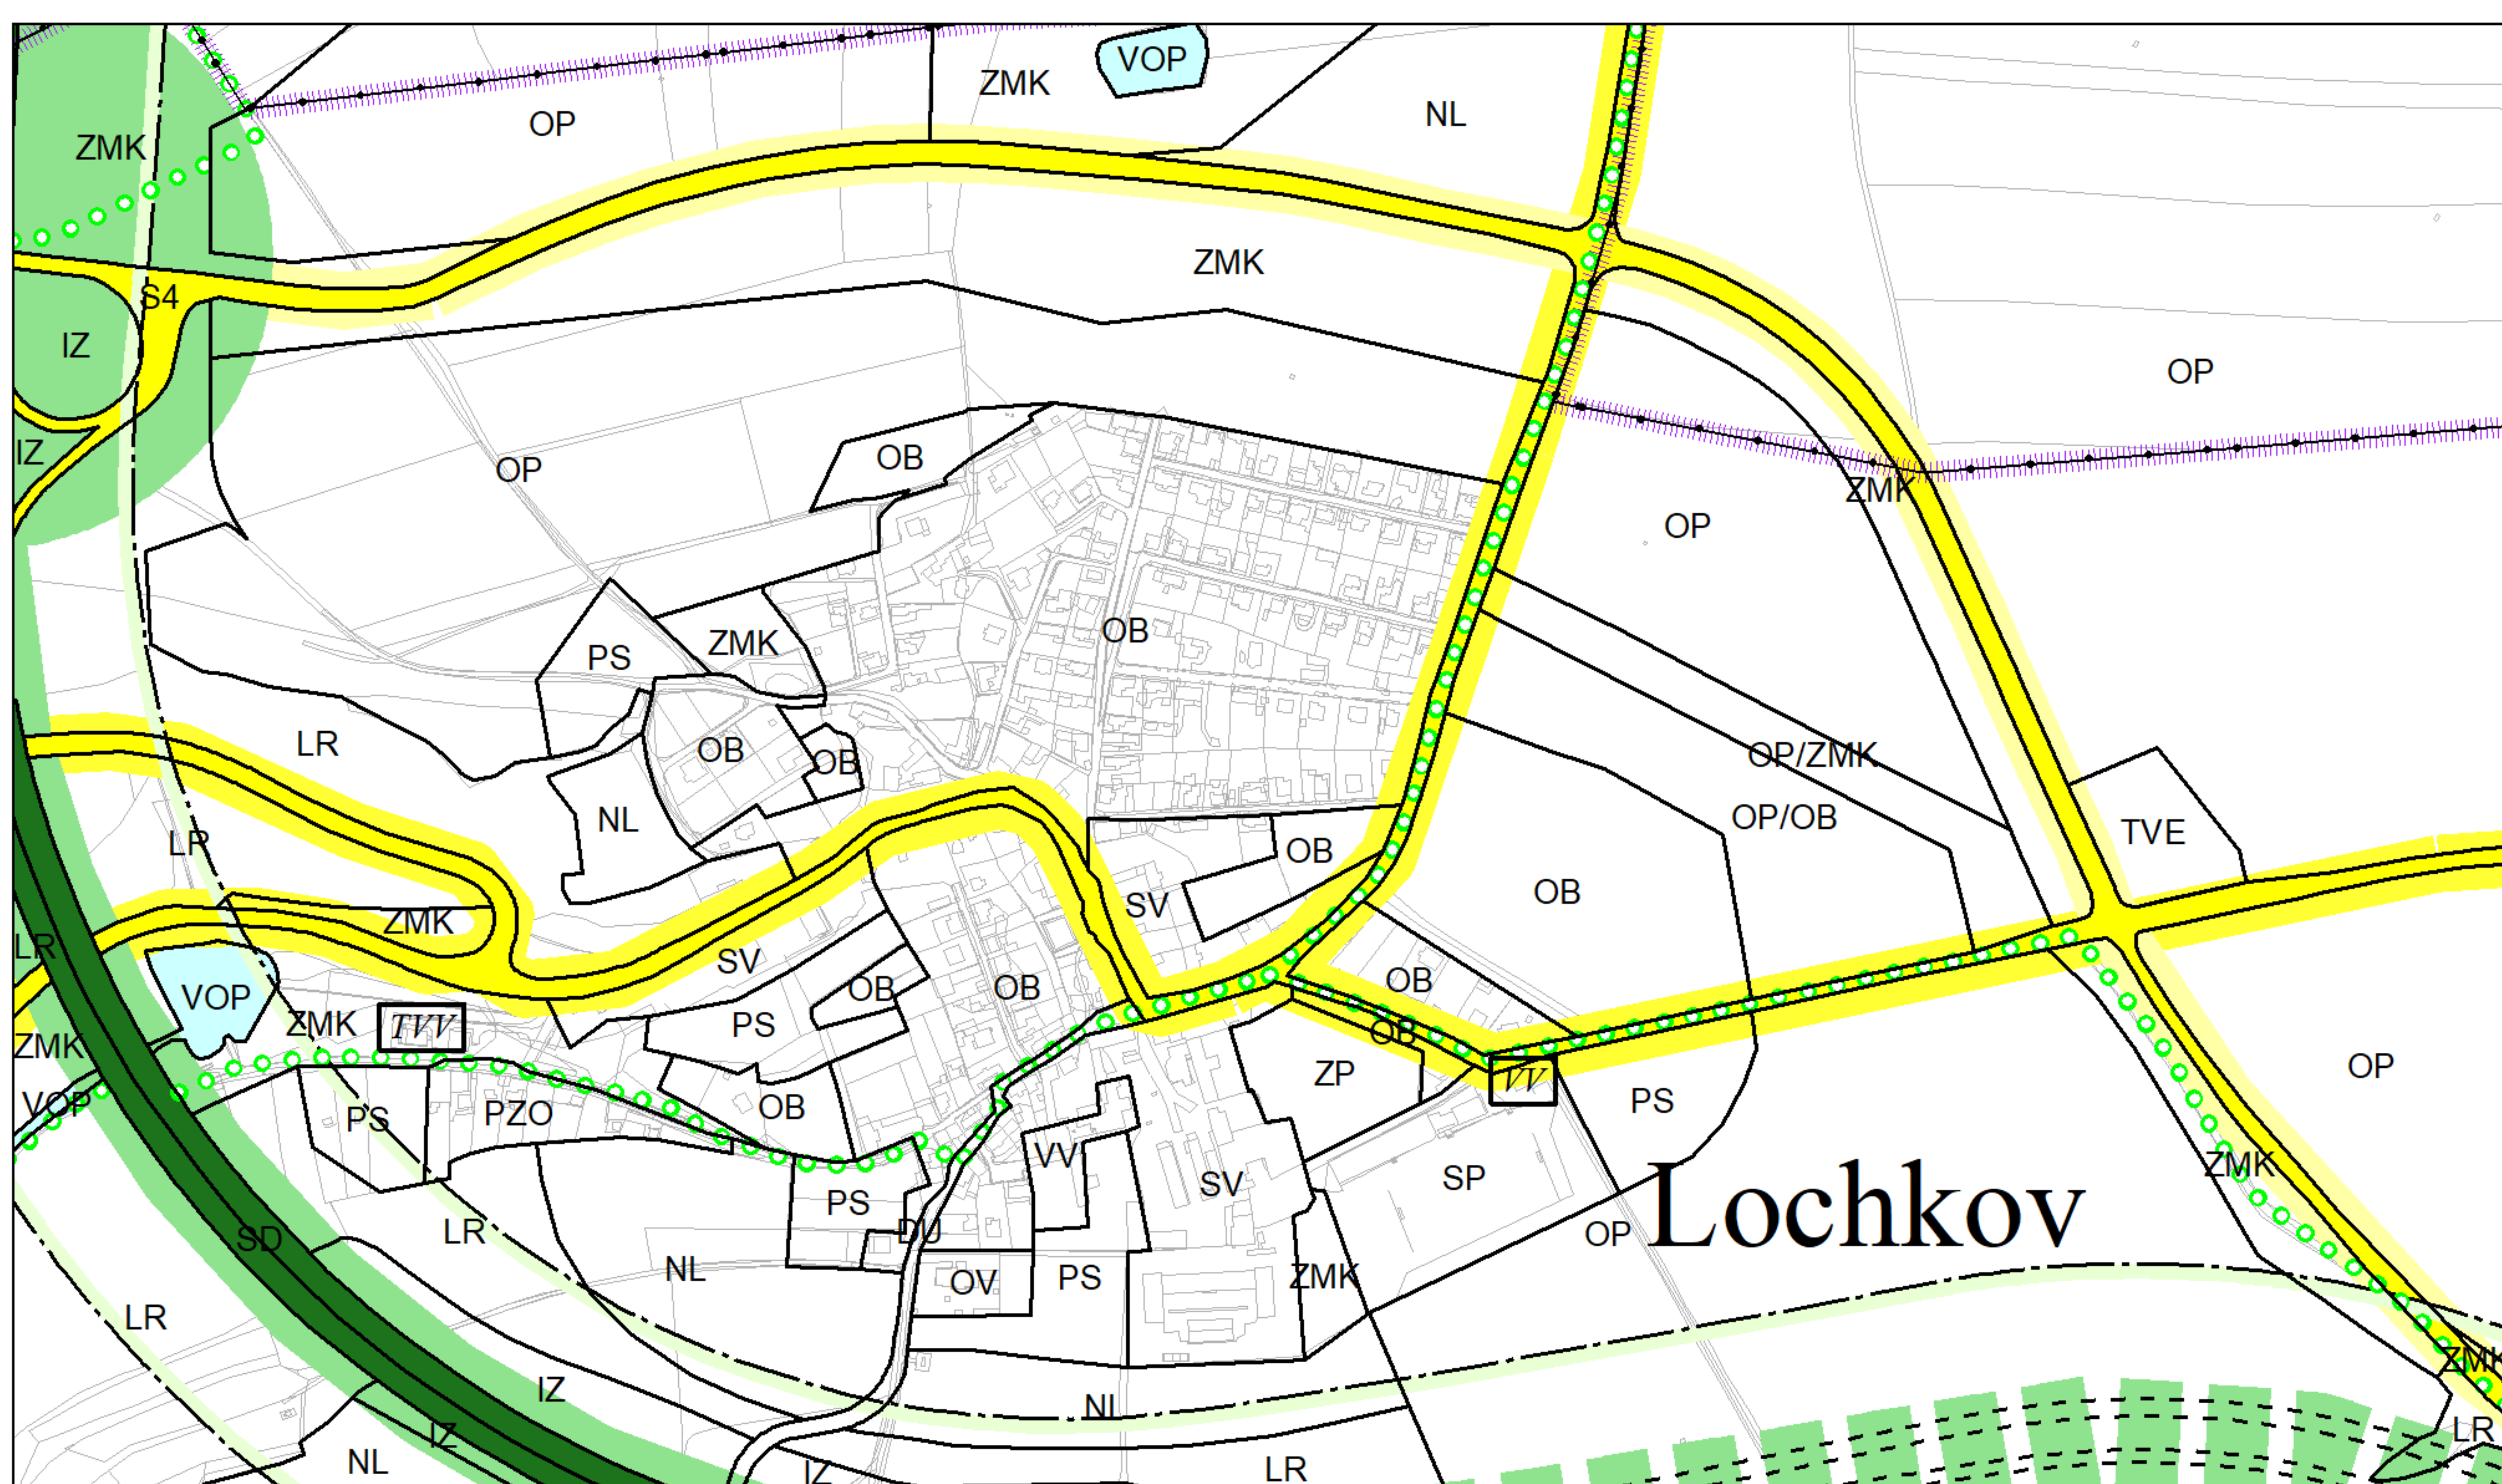 VOP
ZMK
NL
OP
ZMK
ZMK
S4
IZ
OP
IZ
OB
OP
ZMK
OP
OB
PS
ZMK
LR
OB
OB
OP/ZMK
OP/OB
NL
TVE
LR
OB
OB
SV
ZMK
LR
SV
OB
OB
OB
VOP
ZMK
TVV
PS
OB
ZMK
ZP
OP
VV
VOP
PS
PZO
OB
PS
VV
SV
SP
ZMK
PS
DU
Lochkov
SD
LR
OP
NL
OV
PS
ZMK
LR
ZMK
IZ
NL
IZ
LR
NL
IZ
LR